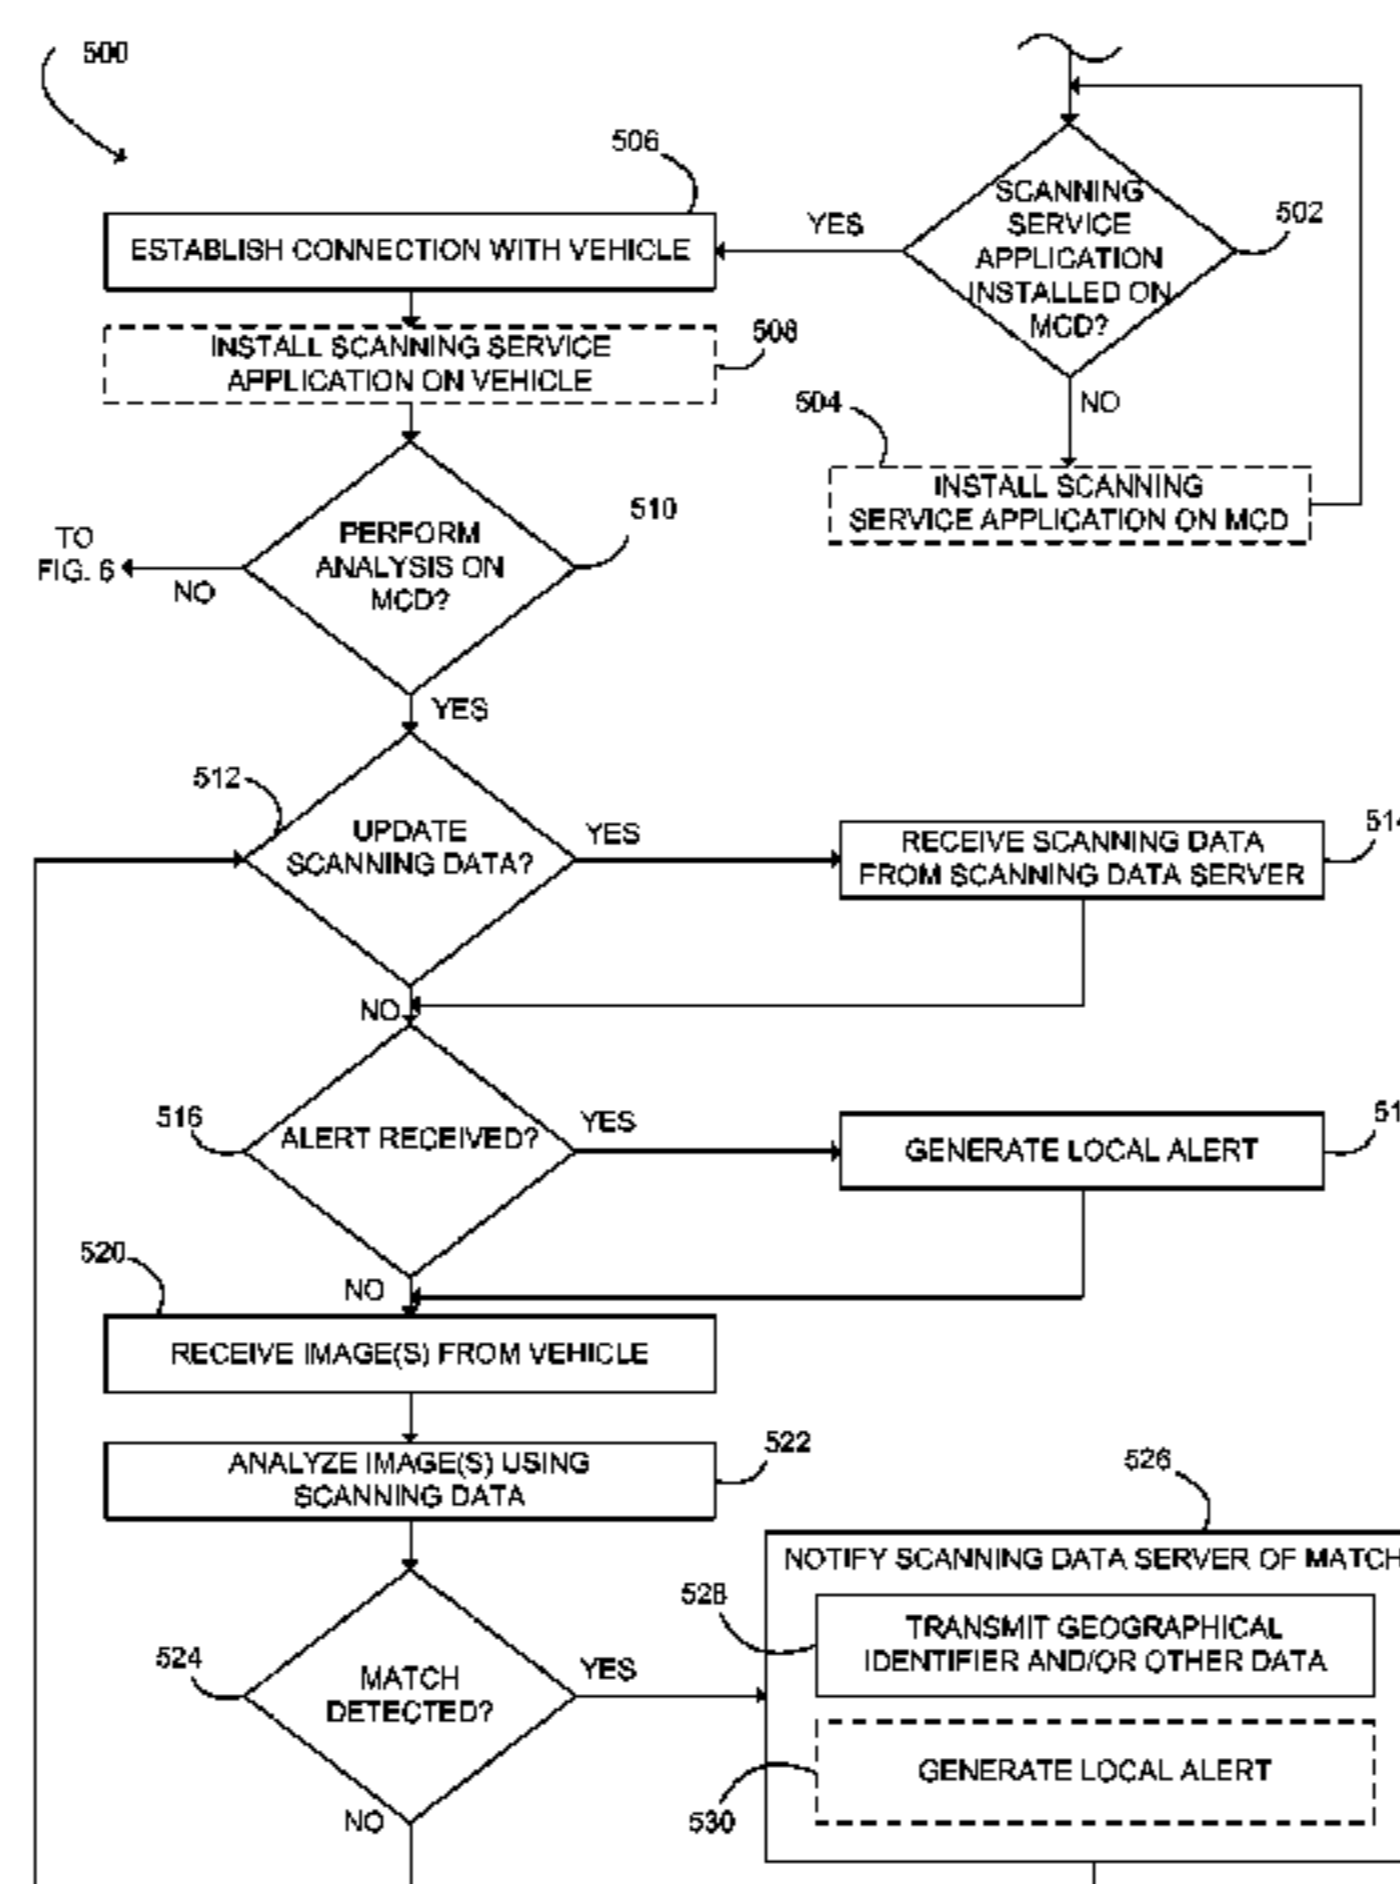 500
506
SCANNING
SERVICE
APPLICATION
INSTALLED ON
MCD?
502
YES
ESTABLISH CONNECTION WITH VEHICLE
INSTALL SCANNING SERVICE
APPLICATION ON VEHICLE
508
NO
504
INSTALL SCANNING
SERVICE APPLICATION ON MCD
PERFORM
ANALYSIS ON
MCD?
510
TO
FIG. 6
NO
YES
512
UPDATE
SCANNING DATA?
YES
RECEIVE SCANNING DATA
FROM SCANNING DATA SERVER
NO
516
ALERT RECEIVED?
YES
GENERATE LOCAL ALERT
520
NO
RECEIVE IMAGE(S) FROM VEHICLE
ANALYZE IMAGE(S) USING
SCANNING DATA
522
526
NOTIFY SCANNING DATA SERVER OF MATCH
528
TRANSMIT GEOGRAPHICAL
IDENTIFIER AND/OR OTHER DATA
524
MATCH
DETECTED?
YES
GENERATE LOCAL ALERT
530
NO